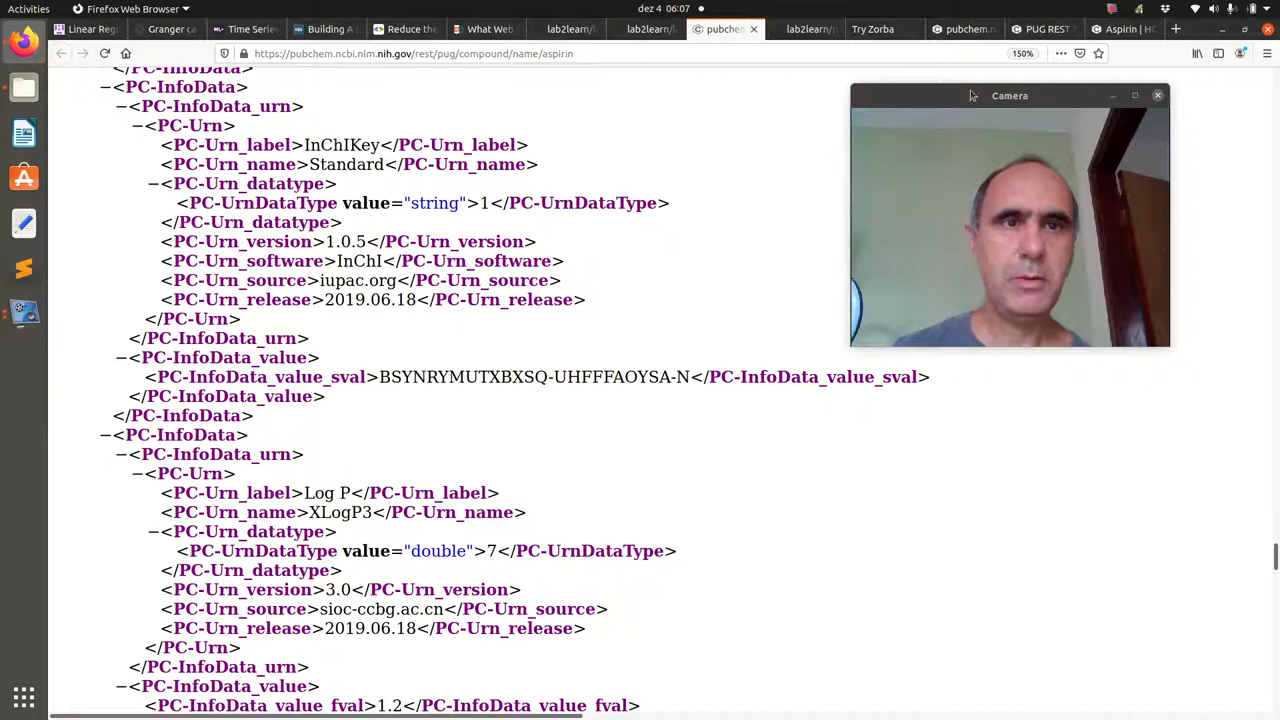 Activities
Firefox Web Browser
dez 4 06:07
Linear Reg
Granger ca
Time Series
Building A
Reduce the
What Web
lab2learn/
lab2learn/
pubchem
lab2learn/p
Try Zorba
pubchem.n
PUG REST
Aspirin | HC
https://pubchem.ncbi.nlm.nih.gov/rest/pug/compound/name/aspirin
150%
</PC-InfoData>
−<PC-InfoData>
−<PC-InfoData_urn>
−<PC-Urn>
<PC-Urn_label>InChIKey</PC-Urn_label>
<PC-Urn_name>Standard</PC-Urn_name>
−<PC-Urn_datatype>
<PC-UrnDataType value="string">1</PC-UrnDataType>
</PC-Urn_datatype>
<PC-Urn_version>1.0.5</PC-Urn_version>
<PC-Urn_software>InChI</PC-Urn_software>
<PC-Urn_source>iupac.org</PC-Urn_source>
<PC-Urn_release>2019.06.18</PC-Urn_release>
</PC-Urn>
</PC-InfoData_urn>
−<PC-InfoData_value>
<PC-InfoData_value_sval>BSYNRYMUTXBXSQ-UHFFFAOYSA-N</PC-InfoData_value_sval>
</PC-InfoData_value>
</PC-InfoData>
−<PC-InfoData>
−<PC-InfoData_urn>
−<PC-Urn>
<PC-Urn_label>Log P</PC-Urn_label>
<PC-Urn_name>XLogP3</PC-Urn_name>
−<PC-Urn_datatype>
<PC-UrnDataType value="double">7</PC-UrnDataType>
</PC-Urn_datatype>
<PC-Urn_version>3.0</PC-Urn_version>
<PC-Urn_source>sioc-ccbg.ac.cn</PC-Urn_source>
<PC-Urn_release>2019.06.18</PC-Urn_release>
</PC-Urn>
</PC-InfoData_urn>
−<PC-InfoData_value>
<PC-InfoData_value_fval>1.2</PC-InfoData_value_fval>
Camera